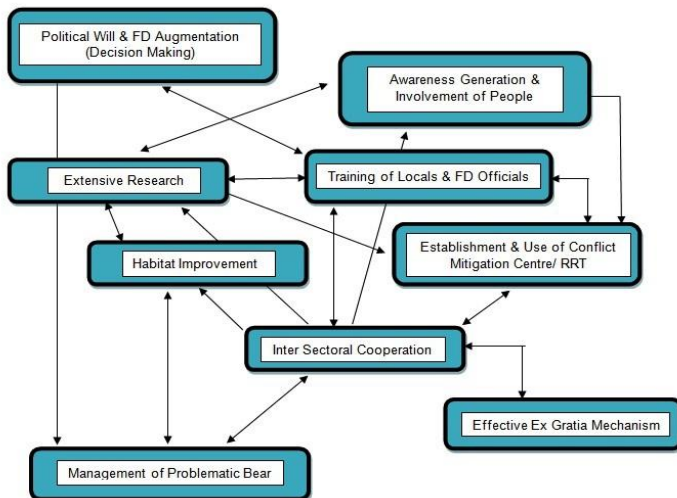 Political Will & FD Augmentation
(Decision Making)
Awareness Generation &
Involvement of People
Extensive Research
Training of Locals & FD Officials
Habitat Improvement
Establishment & Use of Conflict
Mitigation Centre/ RRT
Inter Sectoral Cooperation
Effective Ex Gratia Mechanism
Management of Problematic Bear